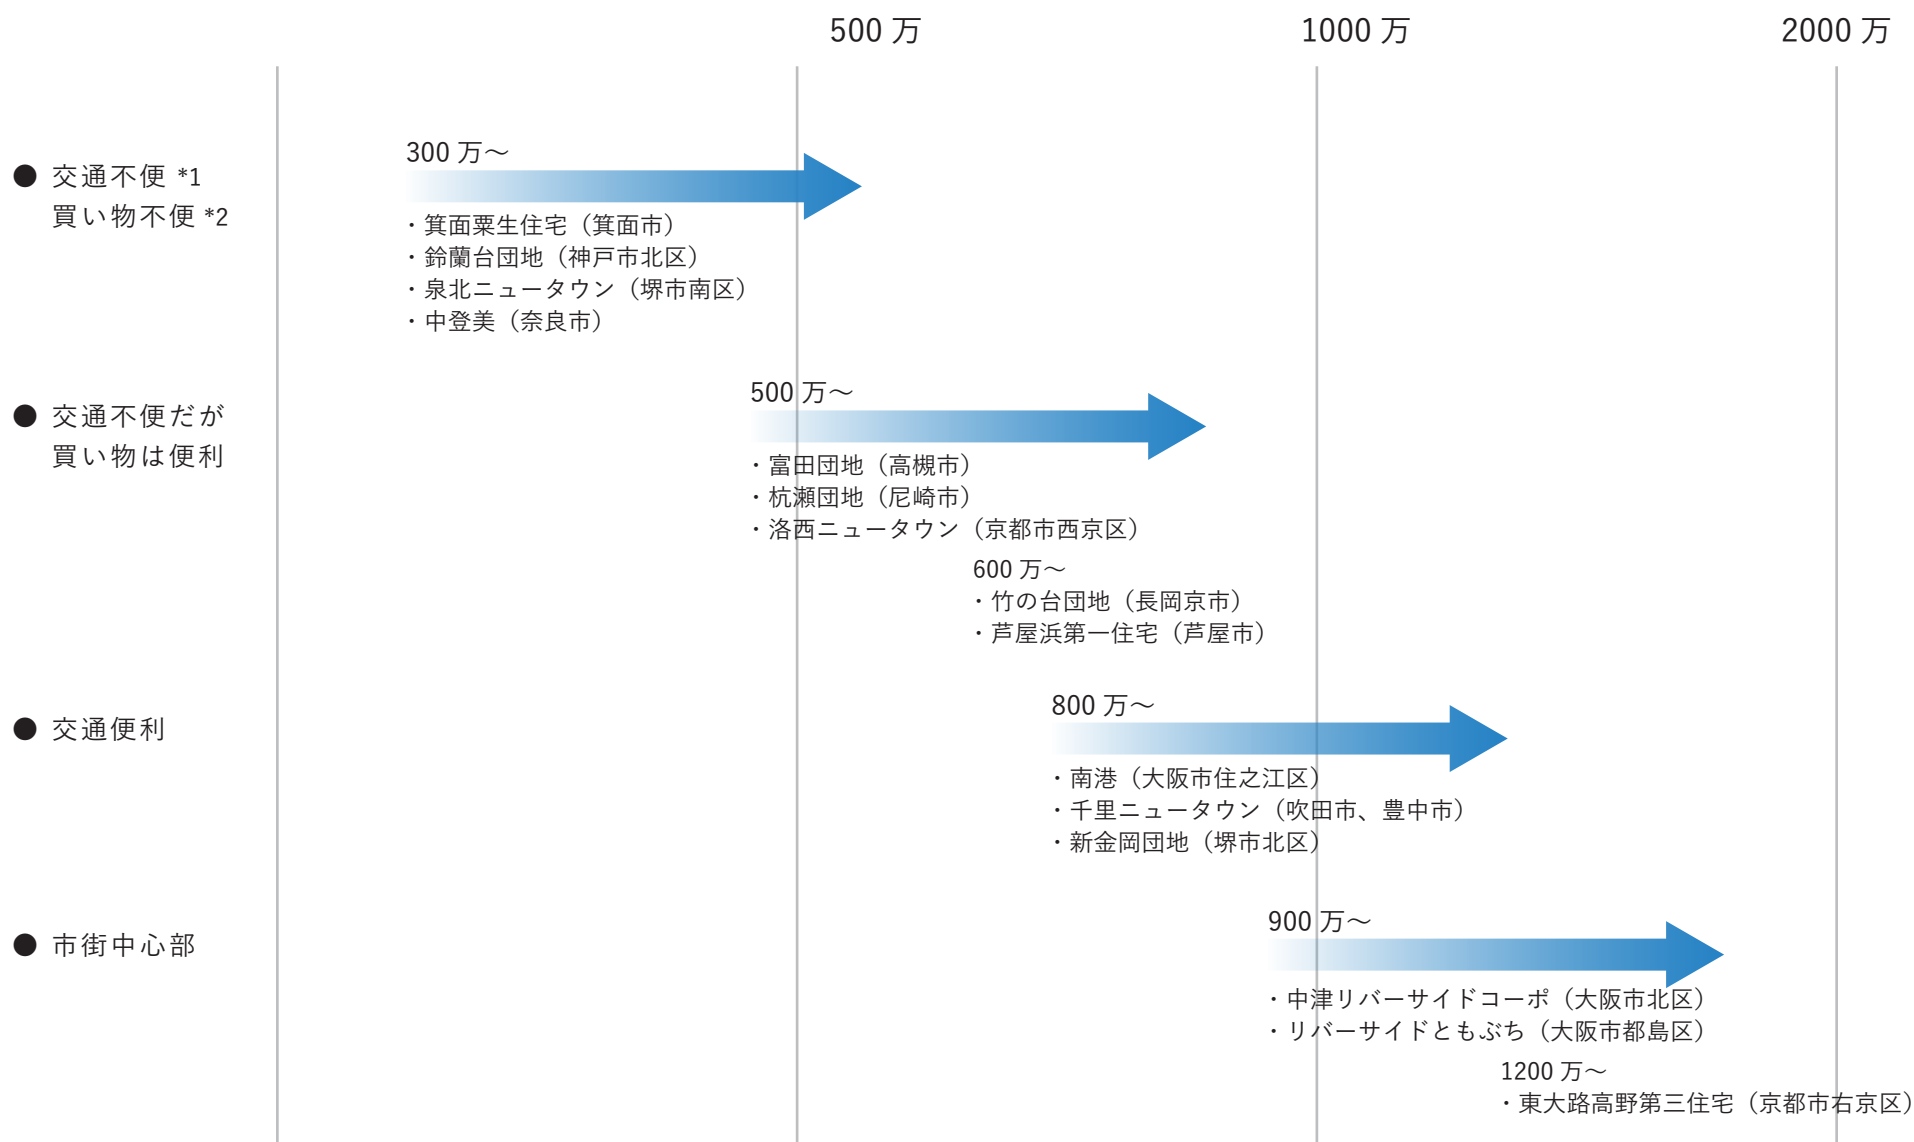 500 万
1000 万
2000 万
● 交通不便 *1
買い物不便 *2
300 万〜
・箕面粟生住宅（箕面市）
・鈴蘭台団地（神戸市北区）
・泉北ニュータウン（堺市南区）
・中登美（奈良市）
● 交通不便だが
買い物は便利
500 万〜
・富田団地（高槻市）
・杭瀬団地（尼崎市）
・洛西ニュータウン（京都市西京区）
600 万〜
・竹の台団地（長岡京市）
・芦屋浜第一住宅（芦屋市）
● 交通便利
800 万〜
・南港（大阪市住之江区）
・千里ニュータウン（吹田市、豊中市）
・新金岡団地（堺市北区）
● 市街中心部
900 万〜
・中津リバーサイドコーポ（大阪市北区）
・リバーサイドともぶち（大阪市都島区）
1200 万〜
・東大路高野第三住宅（京都市右京区）